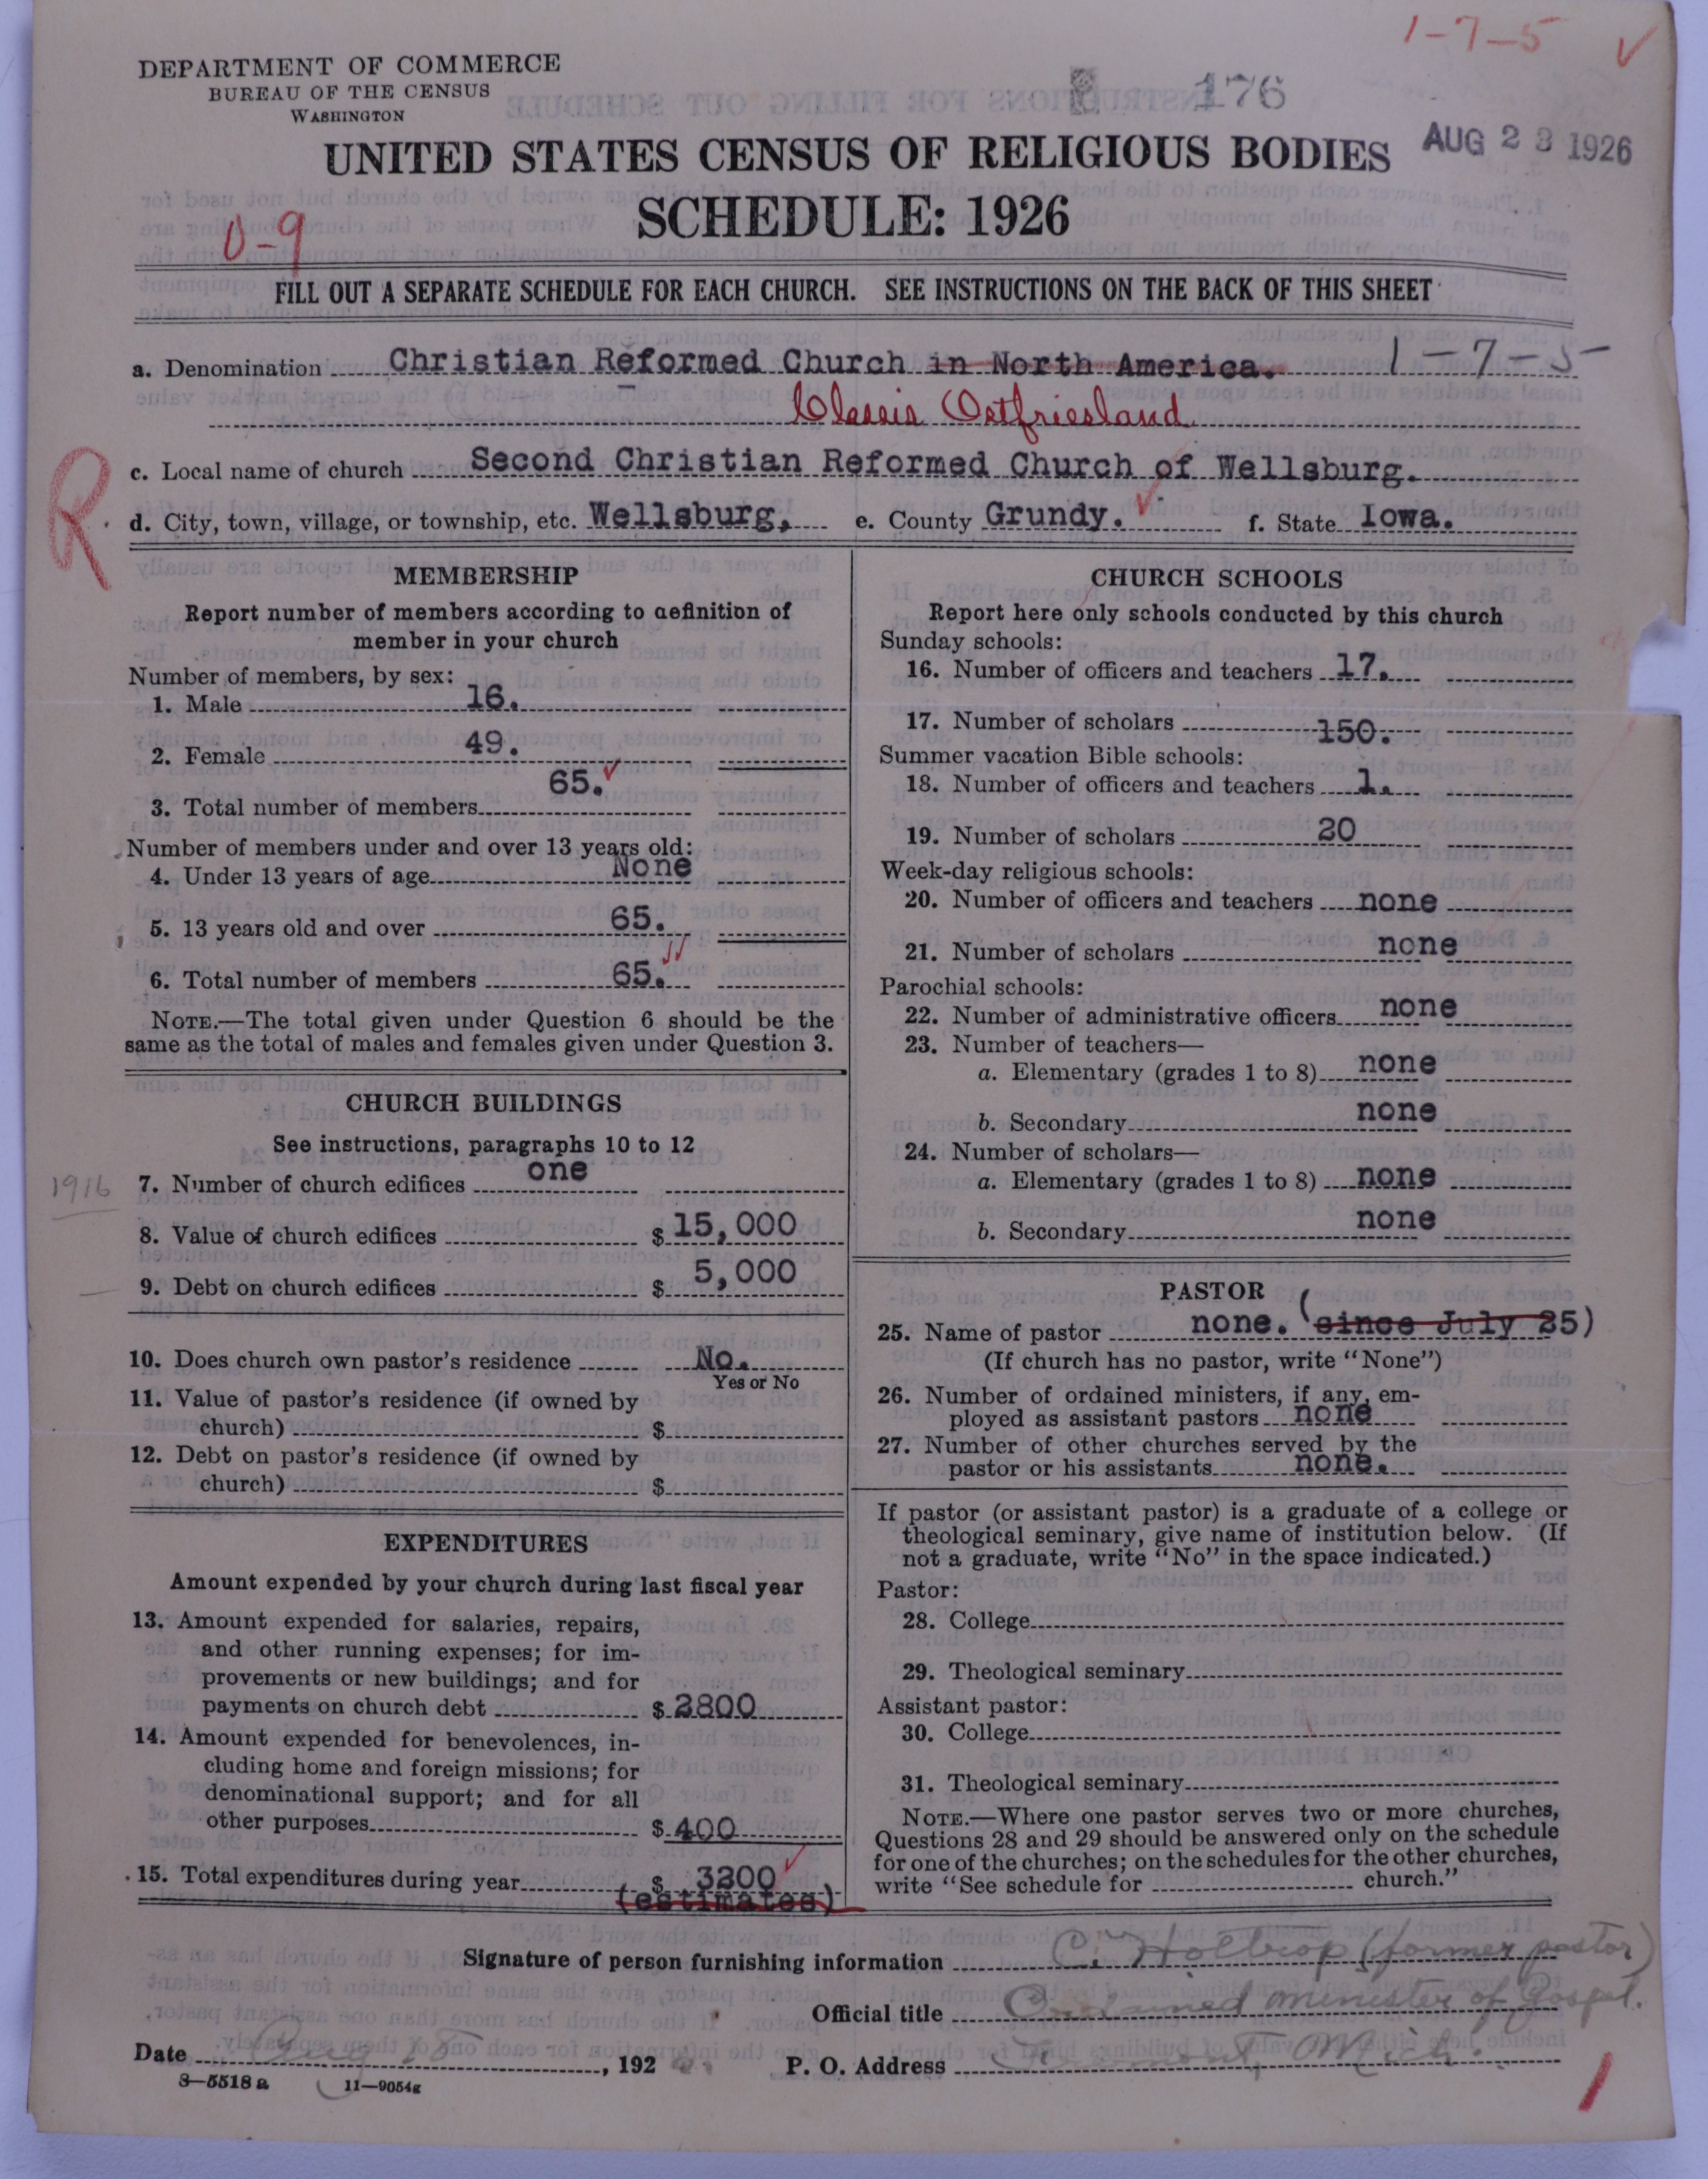 1-7-5 ✓
DEPARTMENT OF COMMERCE
BUREAU OF THE CENSUS
WASHINGTON
176
AUG 23 1926
UNITED STATES CENSUS OF RELIGIOUS BODIES
SCHEDULE: 1926
0-9
FILL OUT A SEPARATE SCHEDULE FOR EACH CHURCH. SEE INSTRUCTIONS ON THE BACK OF THIS SHEET
a. Denomination Christian Reformed Church in North America. 1-7-5
Classis Ostfriesland
R
c. Local name of church Second Christian Reformed Church of Wellsburg.
d. City, town, village, or township, etc. Wellsburg, e. County Grundy. ✓ f. State Iowa.
MEMBERSHIP
Report number of members according to definition of
member in your church
Number of members, by sex:
1. Male 16.
2. Female 49.
3. Total number of members 65. ✓
Number of members under and over 13 years old:
4. Under 13 years of age None
5. 13 years old and over 65.
6. Total number of members 65. ✓✓
NOTE.—The total given under Question 6 should be the
same as the total of males and females given under Question 3.
CHURCH BUILDINGS
See instructions, paragraphs 10 to 12
1916
7. Number of church edifices one
8. Value of church edifices $ 15,000
9. Debt on church edifices $ 5,000
10. Does church own pastor's residence No.
Yes or No
11. Value of pastor's residence (if owned by
church) $
12. Debt on pastor's residence (if owned by
church) $
EXPENDITURES
Amount expended by your church during last fiscal year
13. Amount expended for salaries, repairs,
and other running expenses; for im-
provements or new buildings; and for
payments on church debt $ 2800
14. Amount expended for benevolences, in-
cluding home and foreign missions; for
denominational support; and for all
other purposes $ 400
15. Total expenditures during year $ 3200 ✓
(estimates)
CHURCH SCHOOLS
Report here only schools conducted by this church
Sunday schools:
16. Number of officers and teachers 17.
17. Number of scholars 150.
Summer vacation Bible schools:
18. Number of officers and teachers 1.
19. Number of scholars 20
Week-day religious schools:
20. Number of officers and teachers none
21. Number of scholars none
Parochial schools:
22. Number of administrative officers none
23. Number of teachers—
a. Elementary (grades 1 to 8) none
b. Secondary none
24. Number of scholars—
a. Elementary (grades 1 to 8) none
b. Secondary none
PASTOR
25. Name of pastor none. (since July 25)
(If church has no pastor, write "None")
26. Number of ordained ministers, if any, em-
ployed as assistant pastors none
27. Number of other churches served by the
pastor or his assistants none.
If pastor (or assistant pastor) is a graduate of a college or
theological seminary, give name of institution below. (If
not a graduate, write "No" in the space indicated.)
Pastor:
28. College
29. Theological seminary
Assistant pastor:
30. College
31. Theological seminary
NOTE.—Where one pastor serves two or more churches,
Questions 28 and 29 should be answered only on the schedule
for one of the churches; on the schedules for the other churches,
write "See schedule for church."
Signature of person furnishing information C. Holtrop (former pastor)
Official title Ordained minister of Gospel.
Date Aug , 192 P. O. Address Fremont, Mich.
8—5518 a 11—9054g